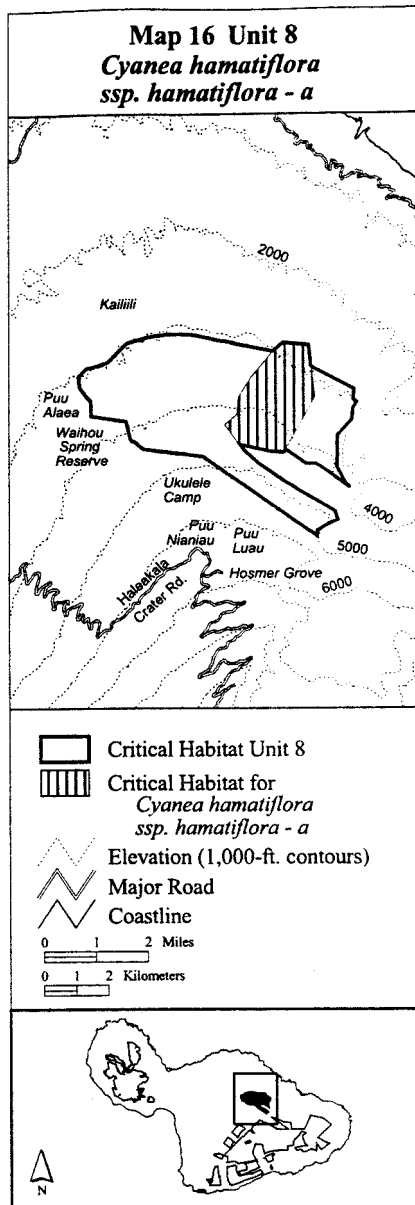 Map 16 Unit 8
Cyanea hamatiflora
ssp. hamatiflora - a
2000
Kailiili
Puu
Alaea
Waihou
Spring
Reserve
Ukulele
Camp
Puu
Nianiau
Puu
Luau
4000
5000
Hosmer Grove
6000
Haleakala
Crater Rd.
Critical Habitat Unit 8
Critical Habitat for
Cyanea hamatiflora
ssp. hamatiflora - a
Elevation (1,000-ft. contours)
Major Road
Coastline
0 1 2 Miles
0 1 2 Kilometers
N